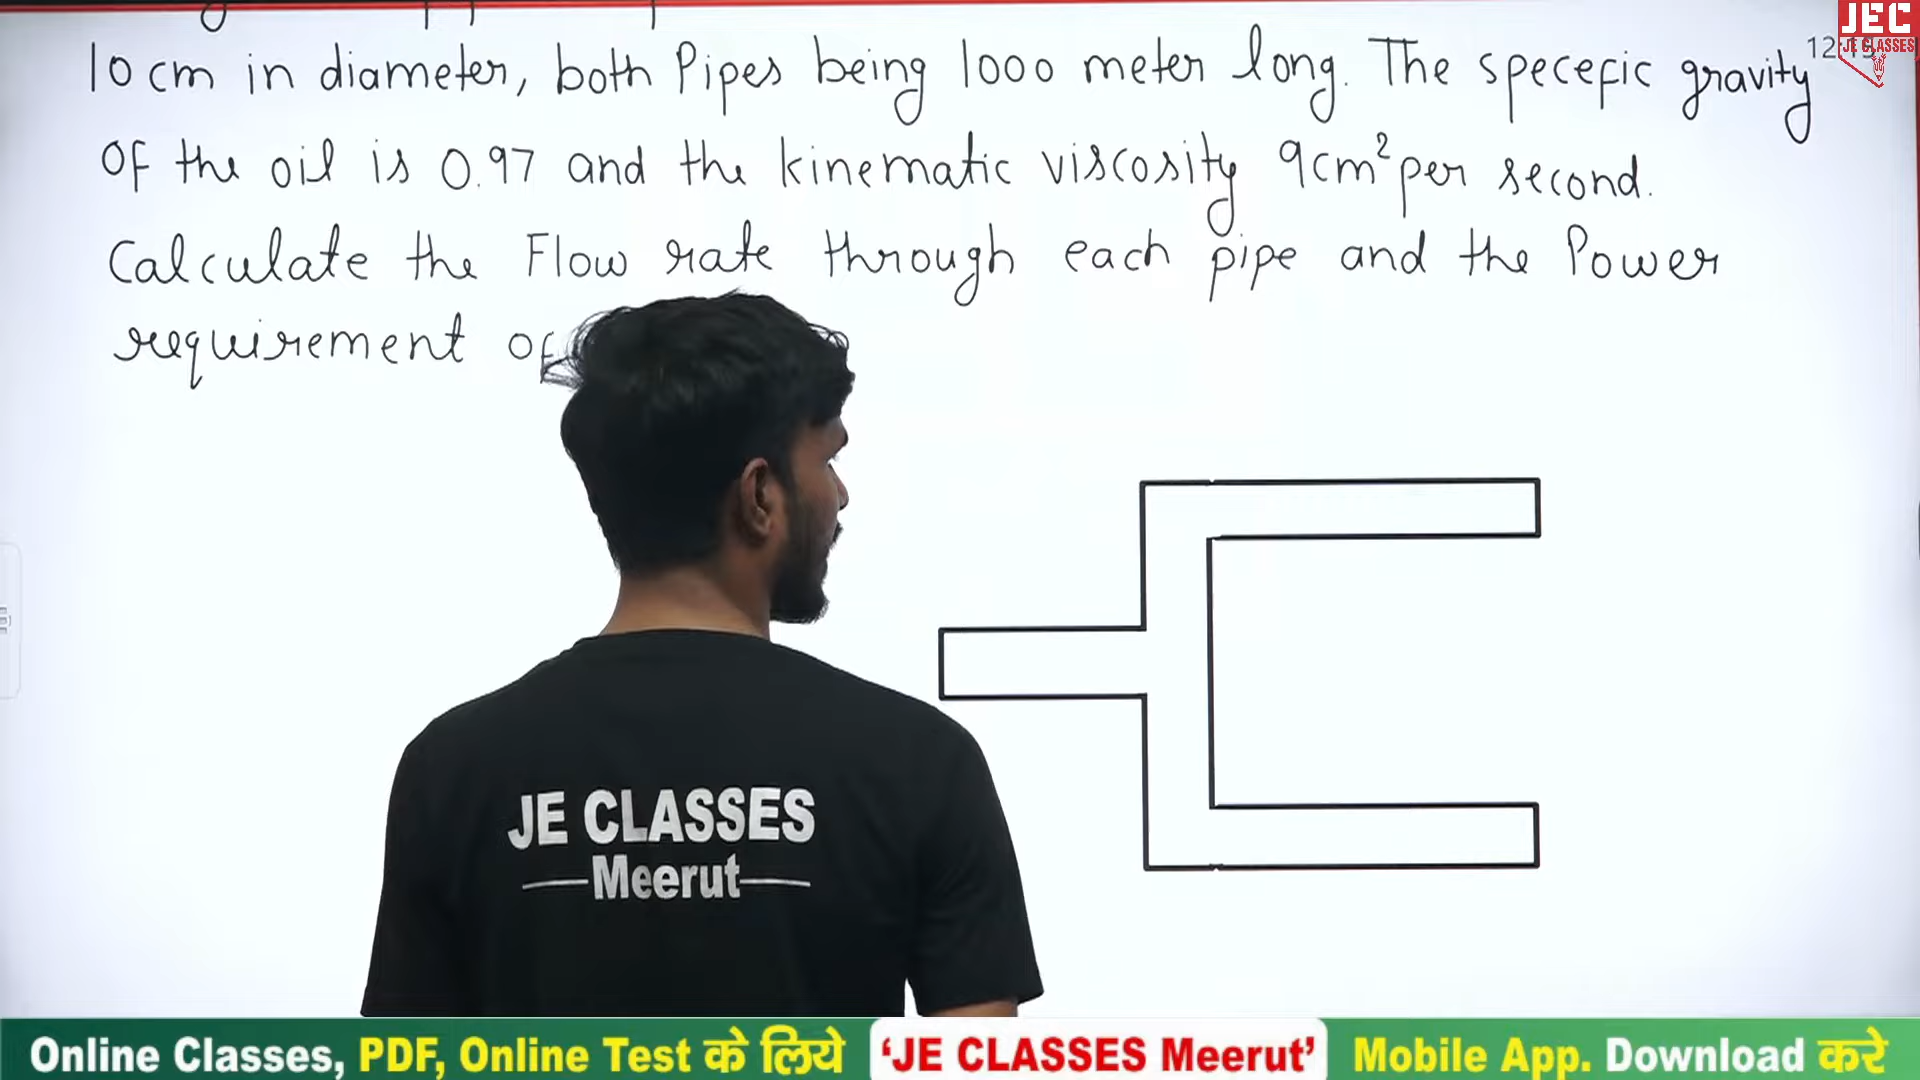 10 cm in diameter, both Pipes being 1000 meter long. The specefic gravity
OF the oil is 0.97 and the kinematic viscosity 9cm² per second.
Calculate the Flow rate through each pipe and the Power
requirement of
JEC
JE CLASSES
JE CLASSES
Meerut
Online Classes, PDF, Online Test के लिये 'JE CLASSES Meerut' Mobile App. Download करे